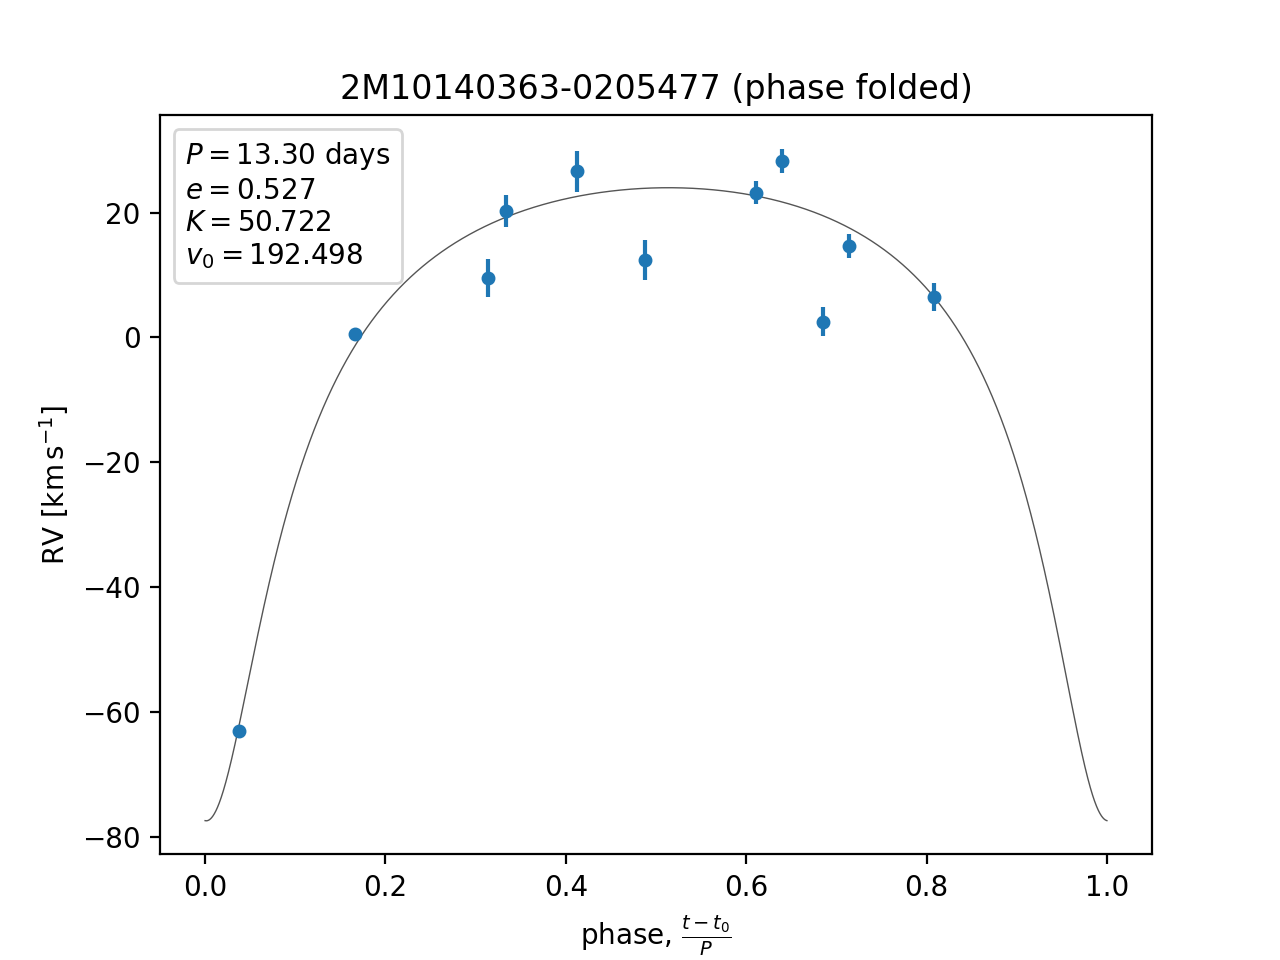 2M10140363-0205477 (phase folded)
P = 13.30 days
e = 0.527
K = 50.722
v₀ = 192.498
20
0
−20
−40
−60
−80
RV [km s⁻¹]
0.0 0.2 0.4 0.6 0.8 1.0
phase, (t − t₀)/P